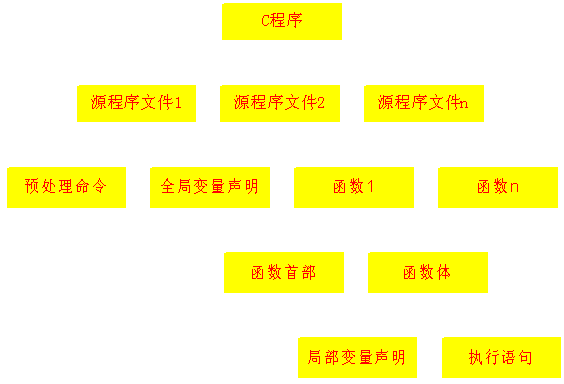 C程序
源程序文件1
源程序文件2
源程序文件n
预处理命令
全局变量声明
函数1
函数n
函数首部
函数体
局部变量声明
执行语句